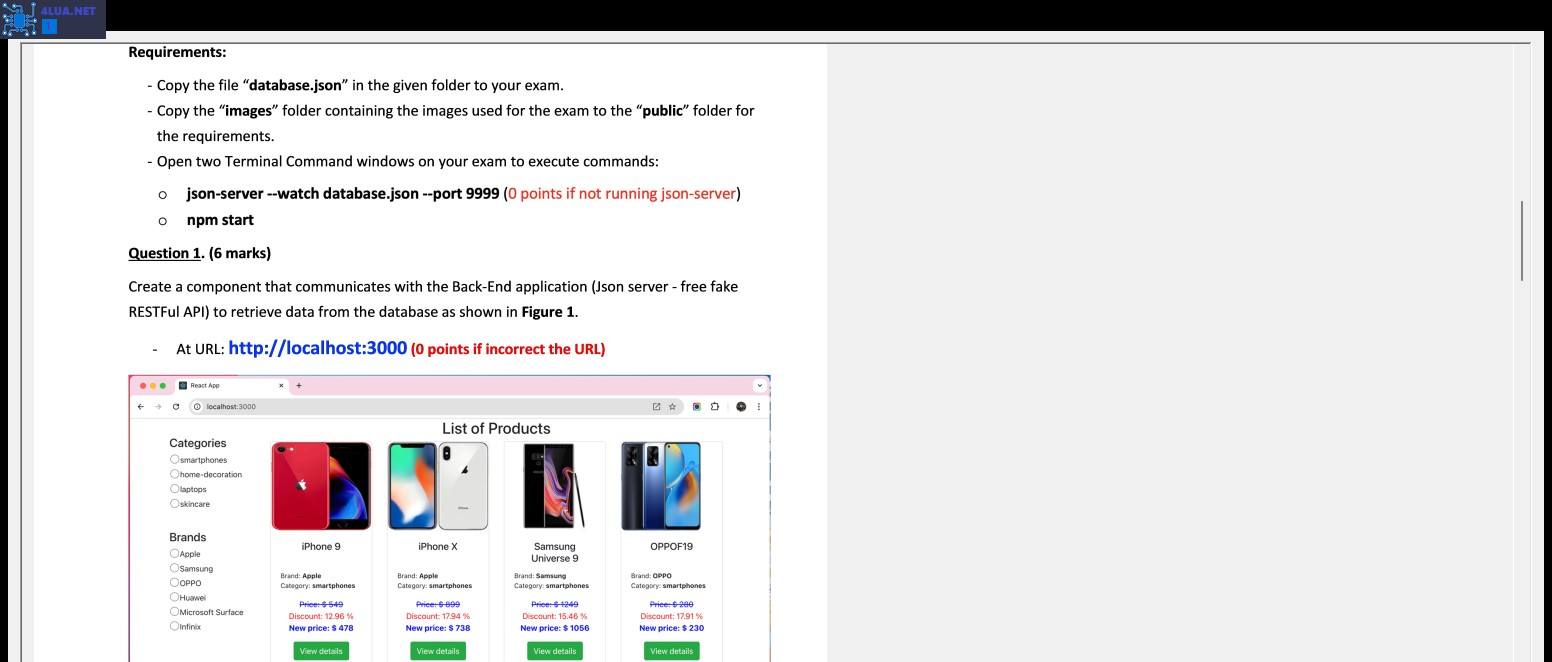 4LUA.NET
1
Requirements:
- Copy the file “database.json” in the given folder to your exam.
- Copy the “images” folder containing the images used for the exam to the “public” folder for
the requirements.
- Open two Terminal Command windows on your exam to execute commands:
o json-server --watch database.json --port 9999 (0 points if not running json-server)
o npm start
Question 1. (6 marks)
Create a component that communicates with the Back-End application (Json server - free fake
RESTFul API) to retrieve data from the database as shown in Figure 1.
- At URL: http://localhost:3000 (0 points if incorrect the URL)
React App
localhost:3000
List of Products
Categories
smartphones
home-decoration
laptops
skincare
Brands
Apple
Samsung
OPPO
Huawei
Microsoft Surface
Infinix
iPhone 9
Brand: Apple
Category: smartphones
Price: $ 549
Discount: 12.96 %
New price: $ 478
View details
iPhone X
Brand: Apple
Category: smartphones
Price: $ 899
Discount: 17.94 %
New price: $ 738
View details
Samsung
Universe 9
Brand: Samsung
Category: smartphones
Price: $ 1249
Discount: 15.46 %
New price: $ 1056
View details
OPPOF19
Brand: OPPO
Category: smartphones
Price: $ 280
Discount: 17.91 %
New price: $ 230
View details